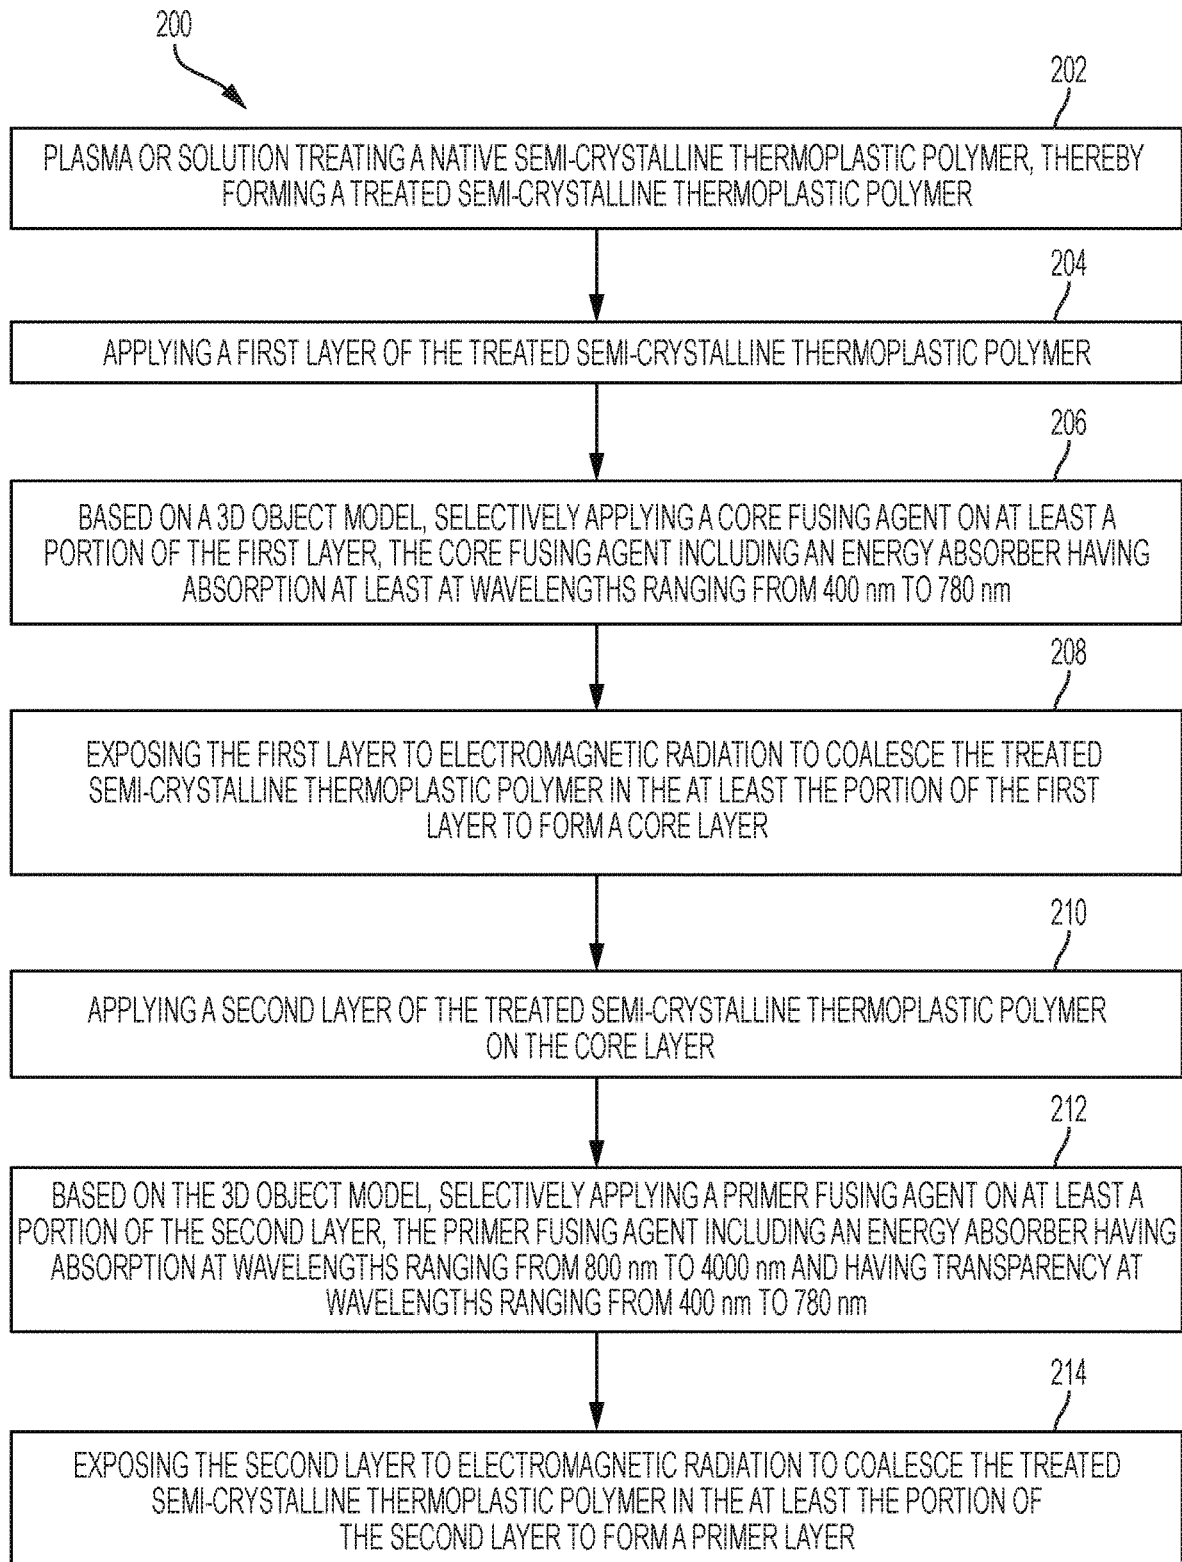 200
202
PLASMA OR SOLUTION TREATING A NATIVE SEMI-CRYSTALLINE THERMOPLASTIC POLYMER, THEREBY
FORMING A TREATED SEMI-CRYSTALLINE THERMOPLASTIC POLYMER
204
APPLYING A FIRST LAYER OF THE TREATED SEMI-CRYSTALLINE THERMOPLASTIC POLYMER
206
BASED ON A 3D OBJECT MODEL, SELECTIVELY APPLYING A CORE FUSING AGENT ON AT LEAST A
PORTION OF THE FIRST LAYER, THE CORE FUSING AGENT INCLUDING AN ENERGY ABSORBER HAVING
ABSORPTION AT LEAST AT WAVELENGTHS RANGING FROM 400 nm TO 780 nm
208
EXPOSING THE FIRST LAYER TO ELECTROMAGNETIC RADIATION TO COALESCE THE TREATED
SEMI-CRYSTALLINE THERMOPLASTIC POLYMER IN THE AT LEAST THE PORTION OF THE FIRST
LAYER TO FORM A CORE LAYER
210
APPLYING A SECOND LAYER OF THE TREATED SEMI-CRYSTALLINE THERMOPLASTIC POLYMER
ON THE CORE LAYER
212
BASED ON THE 3D OBJECT MODEL, SELECTIVELY APPLYING A PRIMER FUSING AGENT ON AT LEAST A
PORTION OF THE SECOND LAYER, THE PRIMER FUSING AGENT INCLUDING AN ENERGY ABSORBER HAVING
ABSORPTION AT WAVELENGTHS RANGING FROM 800 nm TO 4000 nm AND HAVING TRANSPARENCY AT
WAVELENGTHS RANGING FROM 400 nm TO 780 nm
214
EXPOSING THE SECOND LAYER TO ELECTROMAGNETIC RADIATION TO COALESCE THE TREATED
SEMI-CRYSTALLINE THERMOPLASTIC POLYMER IN THE AT LEAST THE PORTION OF
THE SECOND LAYER TO FORM A PRIMER LAYER